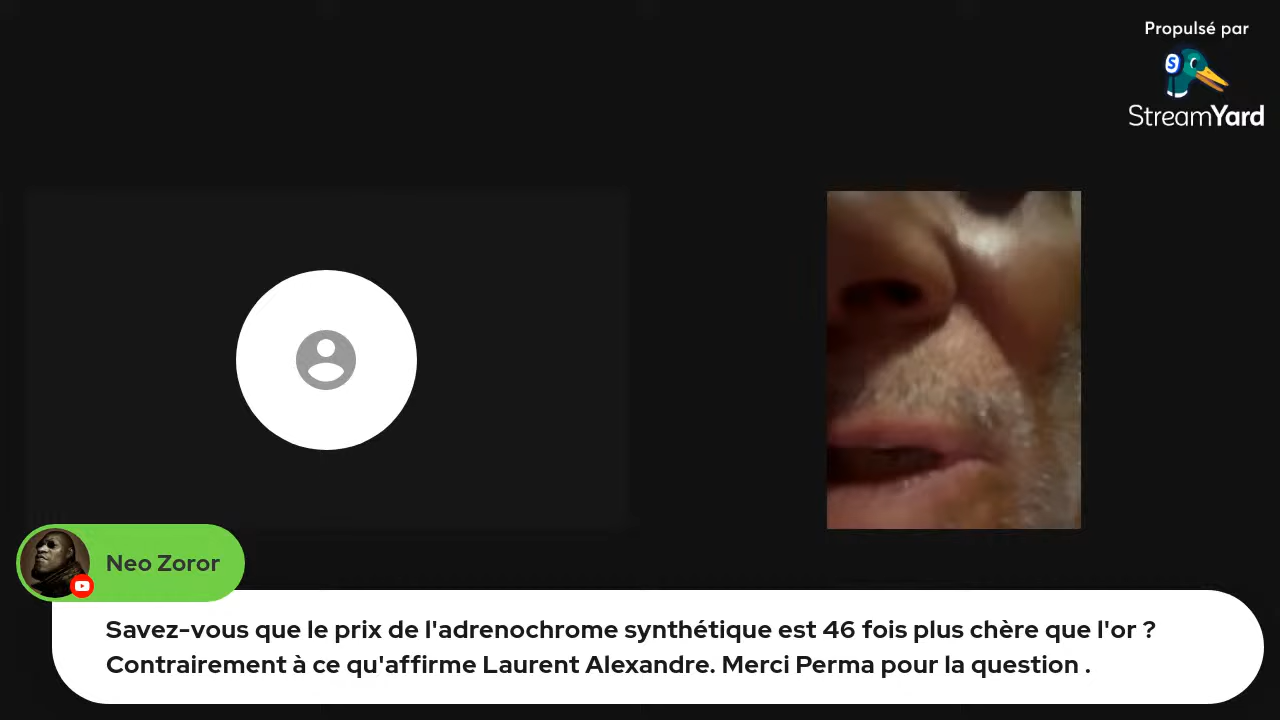 Propulsé par
S
StreamYard
Neo Zoror
Savez-vous que le prix de l'adrenochrome synthétique est 46 fois plus chère que l'or ?
Contrairement à ce qu'affirme Laurent Alexandre. Merci Perma pour la question .